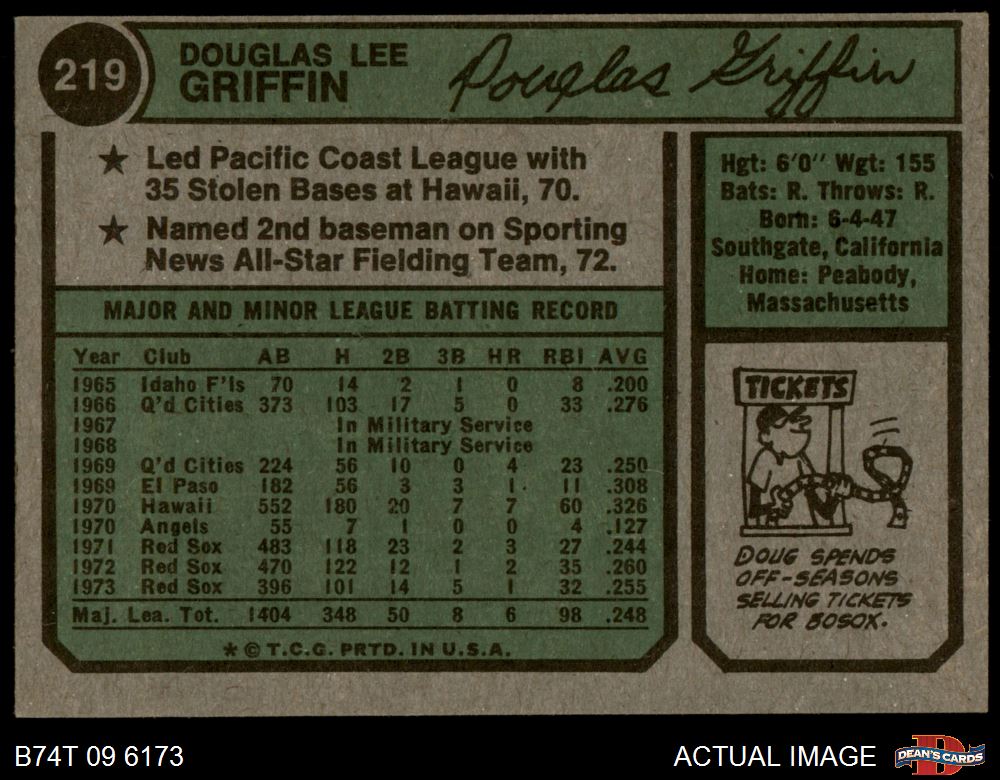 219
DOUGLAS LEE
GRIFFIN
Douglas Griffin
★ Led Pacific Coast League with
35 Stolen Bases at Hawaii, 70.
★ Named 2nd baseman on Sporting
News All-Star Fielding Team, 72.
MAJOR AND MINOR LEAGUE BATTING RECORD
Year Club AB H 2B 3B HR RBI AVG
1965 Idaho F'ls 70 14 2 1 0 8 .200
1966 Q'd Cities 373 103 17 5 0 33 .276
1967 In Military Service
1968 In Military Service
1969 Q'd Cities 224 56 10 0 4 23 .250
1969 El Paso 182 56 3 3 1 11 .308
1970 Hawaii 552 180 20 7 7 60 .326
1970 Angels 55 7 1 0 0 4 .127
1971 Red Sox 483 118 23 2 3 27 .244
1972 Red Sox 470 122 12 1 2 35 .260
1973 Red Sox 396 101 14 5 1 32 .255
Maj. Lea. Tot. 1404 348 50 8 6 98 .248
* © T.C.G. PRTD. IN U.S.A.
Hgt: 6'0" Wgt: 155
Bats: R. Throws: R.
Born: 6-4-47
Southgate, California
Home: Peabody,
Massachusetts
TICKETS
DOUG SPENDS
OFF-SEASONS
SELLING TICKETS
FOR BOSOX.
B74T 09 6173
ACTUAL IMAGE
D
DEAN'S CARDS